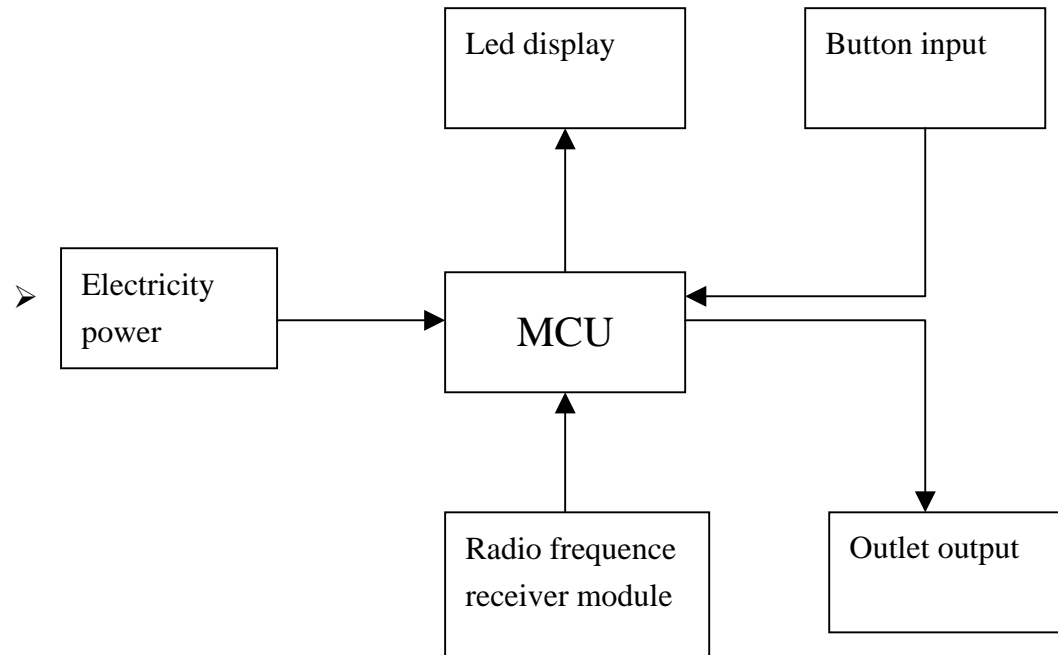 Led display
Button input
Electricity
power
MCU
Radio frequence
receiver module
Outlet output